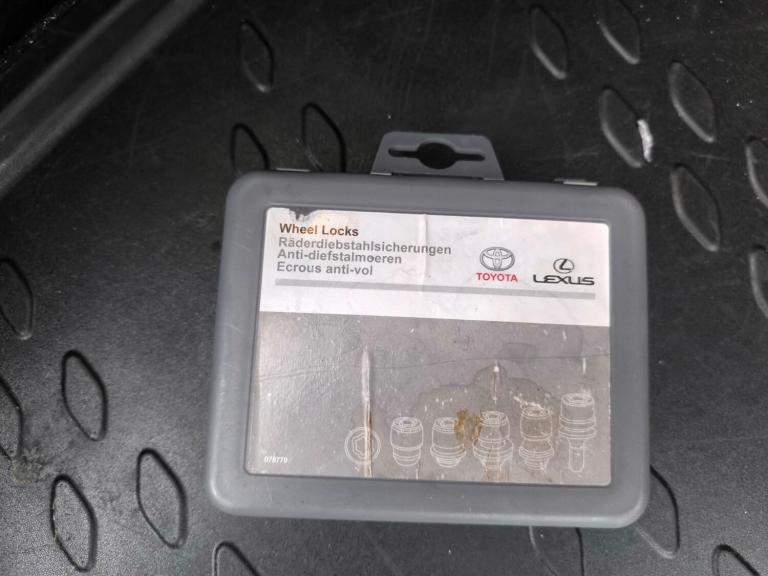 Wheel Locks
Räderdiebstahlsicherungen
Anti-diefstalmoeren
Ecrous anti-vol
TOYOTA
LEXUS
078770